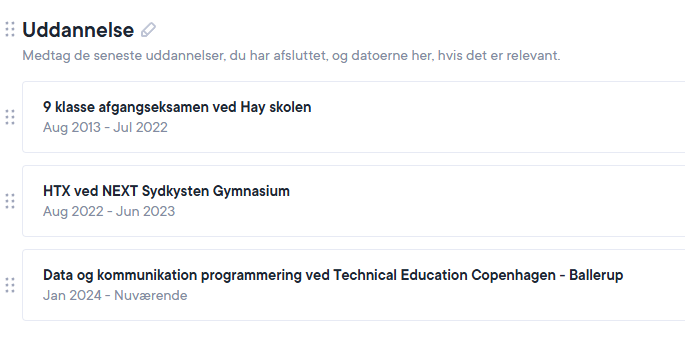 Uddannelse
Medtag de seneste uddannelser, du har afsluttet, og datoerne her, hvis det er relevant.
9 klasse afgangseksamen ved Hay skolen
Aug 2013 - Jul 2022
HTX ved NEXT Sydkysten Gymnasium
Aug 2022 - Jun 2023
Data og kommunikation programmering ved Technical Education Copenhagen - Ballerup
Jan 2024 - Nuværende